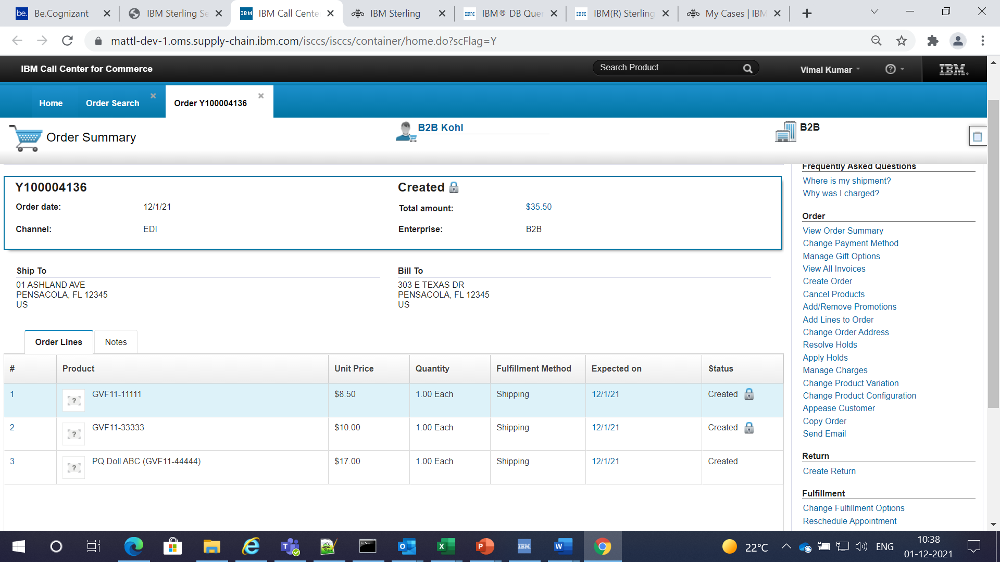 be. Be.Cognizant
IBM Sterling Se
IBM IBM Call Cente
IBM Sterling
IBM® DB Quer
IBM(R) Sterling
My Cases | IBM
mattl-dev-1.oms.supply-chain.ibm.com/isccs/isccs/container/home.do?scFlag=Y
IBM Call Center for Commerce
Search Product
Vimal Kumar
IBM.
Home
Order Search
Order Y100004136
Order Summary
B2B Kohl
B2B
Y100004136
Created
Order date:
12/1/21
Total amount:
$35.50
Channel:
EDI
Enterprise:
B2B
Ship To
01 ASHLAND AVE
PENSACOLA, FL 12345
US
Bill To
303 E TEXAS DR
PENSACOLA, FL 12345
US
Order Lines
Notes
# Product Unit Price Quantity Fulfillment Method Expected on Status
1 GVF11-11111 $8.50 1.00 Each Shipping 12/1/21 Created
2 GVF11-33333 $10.00 1.00 Each Shipping 12/1/21 Created
3 PQ Doll ABC (GVF11-44444) $17.00 1.00 Each Shipping 12/1/21 Created
Frequently Asked Questions
Where is my shipment?
Why was I charged?
Order
View Order Summary
Change Payment Method
Manage Gift Options
View All Invoices
Create Order
Cancel Products
Add/Remove Promotions
Add Lines to Order
Change Order Address
Resolve Holds
Apply Holds
Manage Charges
Change Product Variation
Change Product Configuration
Appease Customer
Copy Order
Send Email
Return
Create Return
Fulfillment
Change Fulfillment Options
Reschedule Appointment
22°C
ENG
10:38
01-12-2021